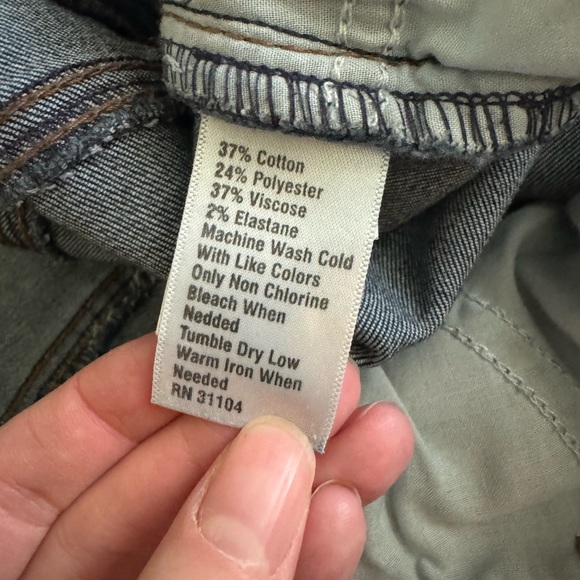 37% Cotton
24% Polyester
37% Viscose
2% Elastane
Machine Wash Cold
With Like Colors
Only Non Chlorine
Bleach When
Nedded
Tumble Dry Low
Warm Iron When
Needed
RN 31104